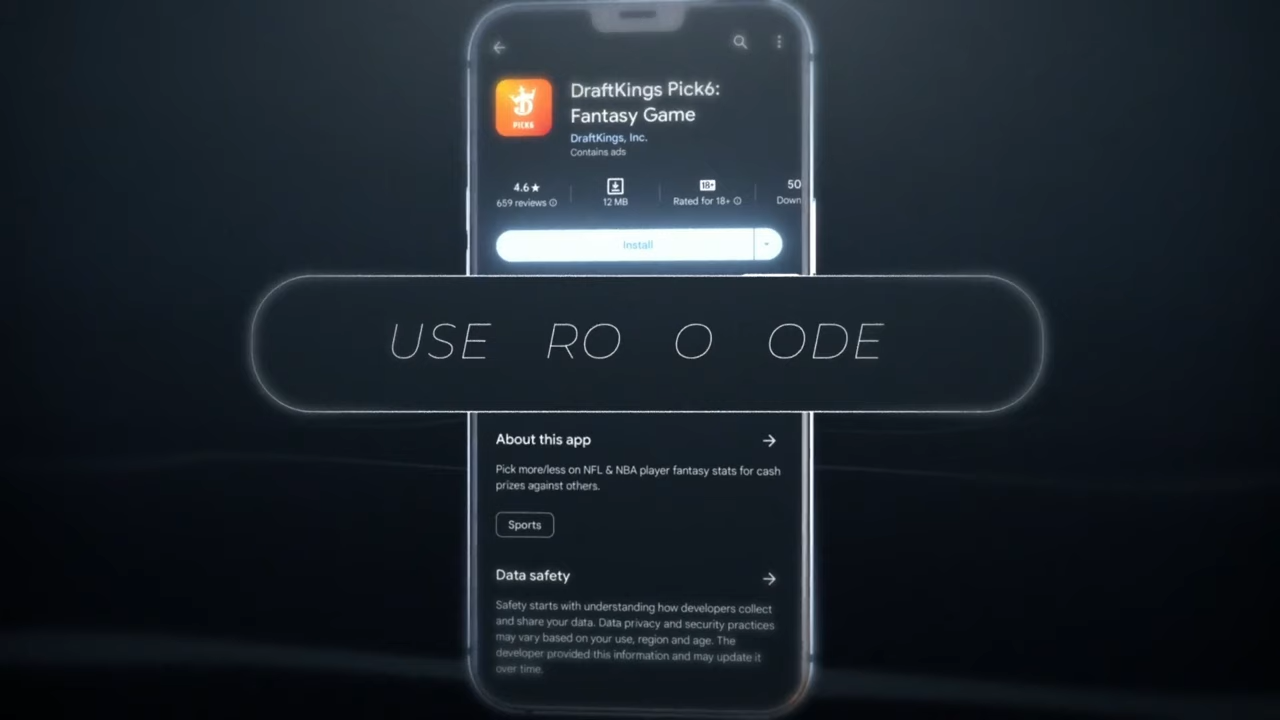 DraftKings Pick6:
Fantasy Game
DraftKings, Inc.
Contains ads
PICK6
4.6★
659 reviews
12 MB
18+
Rated for 18+
50
Down
Install
USE RO O ODE
About this app
Pick more/less on NFL & NBA player fantasy stats for cash
prizes against others.
Sports
Data safety
Safety starts with understanding how developers collect
and share your data. Data privacy and security practices
may vary based on your use, region and age. The
developer provided this information and may update it
over time.